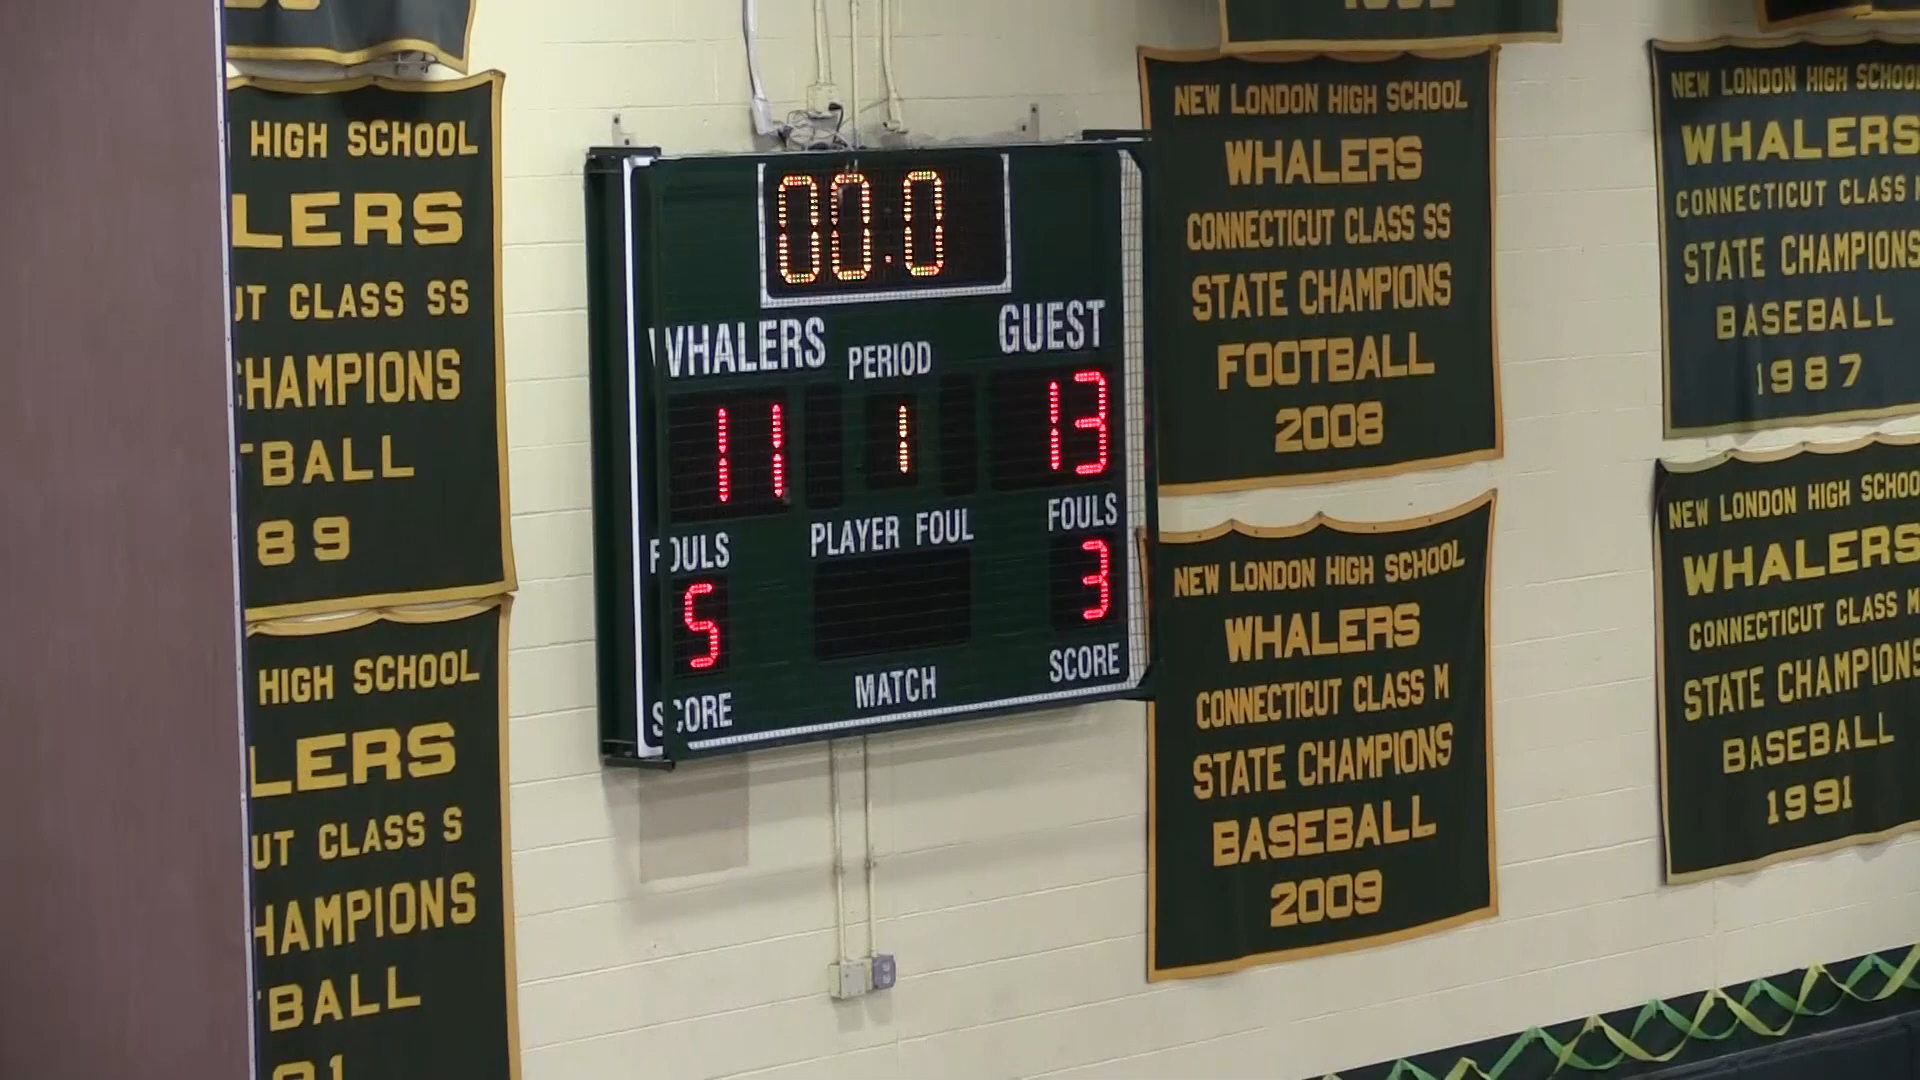 HIGH SCHOOL
LERS
UT CLASS SS
CHAMPIONS
TBALL
89
HIGH SCHOOL
LERS
UT CLASS S
HAMPIONS
TBALL
91
00.0
WHALERS
PERIOD
GUEST
11
1
13
FOULS
PLAYER FOUL
FOULS
5
3
SCORE
MATCH
SCORE
NEW LONDON HIGH SCHOOL
WHALERS
CONNECTICUT CLASS SS
STATE CHAMPIONS
FOOTBALL
2008
NEW LONDON HIGH SCHOOL
WHALERS
CONNECTICUT CLASS M
STATE CHAMPIONS
BASEBALL
2009
NEW LONDON HIGH SCHOOL
WHALERS
CONNECTICUT CLASS
STATE CHAMPIONS
BASEBALL
1987
NEW LONDON HIGH SCHOO
WHALERS
CONNECTICUT CLASS M
STATE CHAMPIONS
BASEBALL
1991